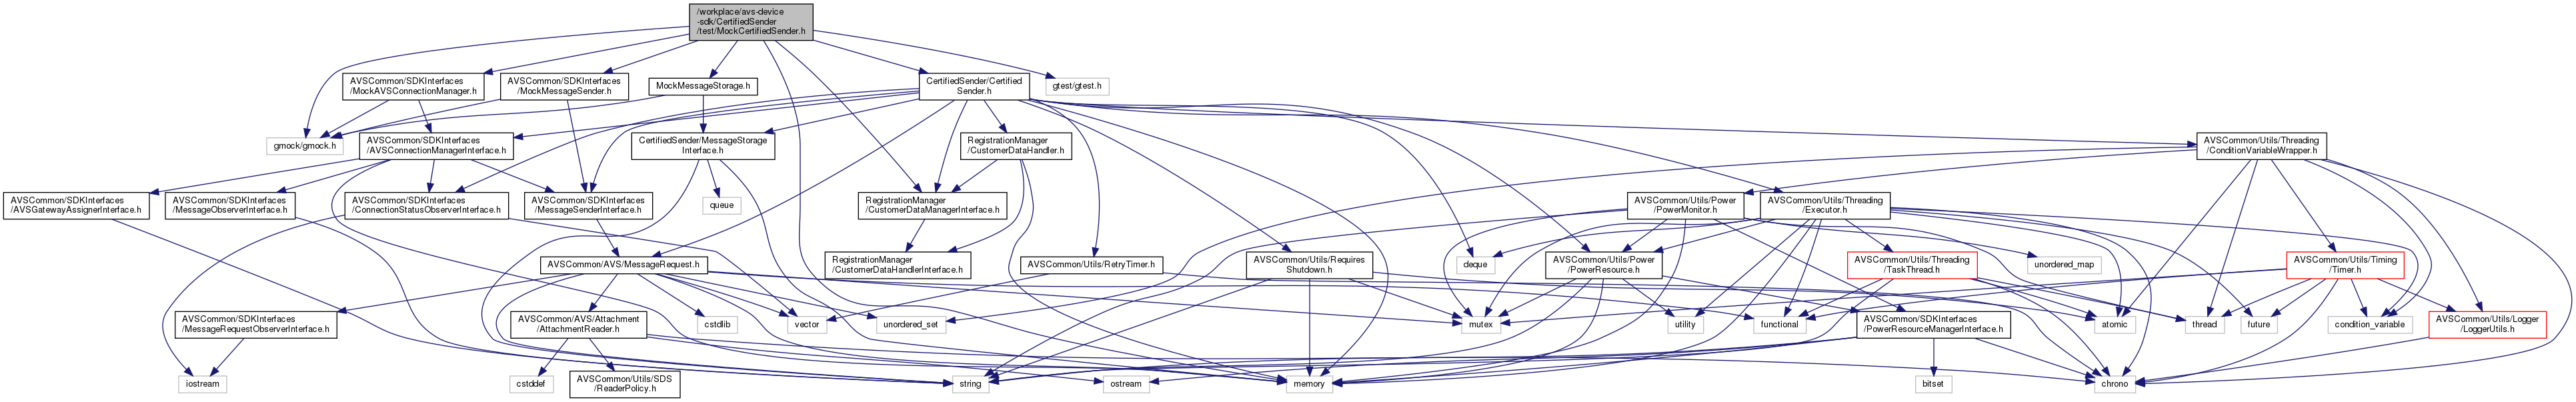 /workplace/avs-device
-sdk/CertifiedSender
/test/MockCertifiedSender.h
AVSCommon/SDKInterfaces
/MockAVSConnectionManager.h
AVSCommon/SDKInterfaces
/MockMessageSender.h
MockMessageStorage.h
CertifiedSender/Certified
Sender.h
gtest/gtest.h
gmock/gmock.h
AVSCommon/SDKInterfaces
/AVSConnectionManagerInterface.h
CertifiedSender/MessageStorage
Interface.h
RegistrationManager
/CustomerDataHandler.h
AVSCommon/Utils/Threading
/ConditionVariableWrapper.h
AVSCommon/SDKInterfaces
/AVSGatewayAssignerInterface.h
AVSCommon/SDKInterfaces
/MessageObserverInterface.h
AVSCommon/SDKInterfaces
/ConnectionStatusObserverInterface.h
AVSCommon/SDKInterfaces
/MessageSenderInterface.h
queue
RegistrationManager
/CustomerDataManagerInterface.h
AVSCommon/Utils/Power
/PowerMonitor.h
AVSCommon/Utils/Threading
/Executor.h
AVSCommon/AVS/MessageRequest.h
RegistrationManager
/CustomerDataHandlerInterface.h
AVSCommon/Utils/RetryTimer.h
AVSCommon/Utils/Requires
Shutdown.h
deque
AVSCommon/Utils/Power
/PowerResource.h
AVSCommon/Utils/Threading
/TaskThread.h
unordered_map
AVSCommon/Utils/Timing
/Timer.h
AVSCommon/SDKInterfaces
/MessageRequestObserverInterface.h
AVSCommon/AVS/Attachment
/AttachmentReader.h
cstdlib
vector
unordered_set
mutex
utility
functional
AVSCommon/SDKInterfaces
/PowerResourceManagerInterface.h
atomic
thread
future
condition_variable
AVSCommon/Utils/Logger
/LoggerUtils.h
iostream
cstddef
AVSCommon/Utils/SDS
/ReaderPolicy.h
string
ostream
memory
bitset
chrono